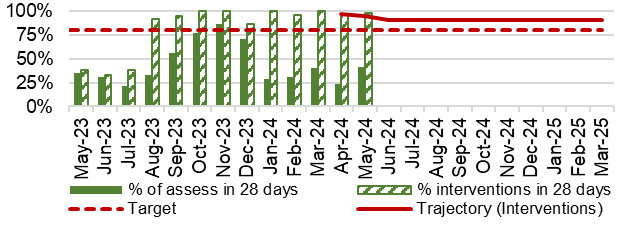 100%
75%
50%
25%
0%
May-23
Jun-23
Jul-23
Aug-23
Sep-23
Oct-23
Nov-23
Dec-23
Jan-24
Feb-24
Mar-24
Apr-24
May-24
Jun-24
Jul-24
Aug-24
Sep-24
Oct-24
Nov-24
Dec-24
Jan-25
Feb-25
Mar-25
% of assess in 28 days
% interventions in 28 days
Target
Trajectory (Interventions)